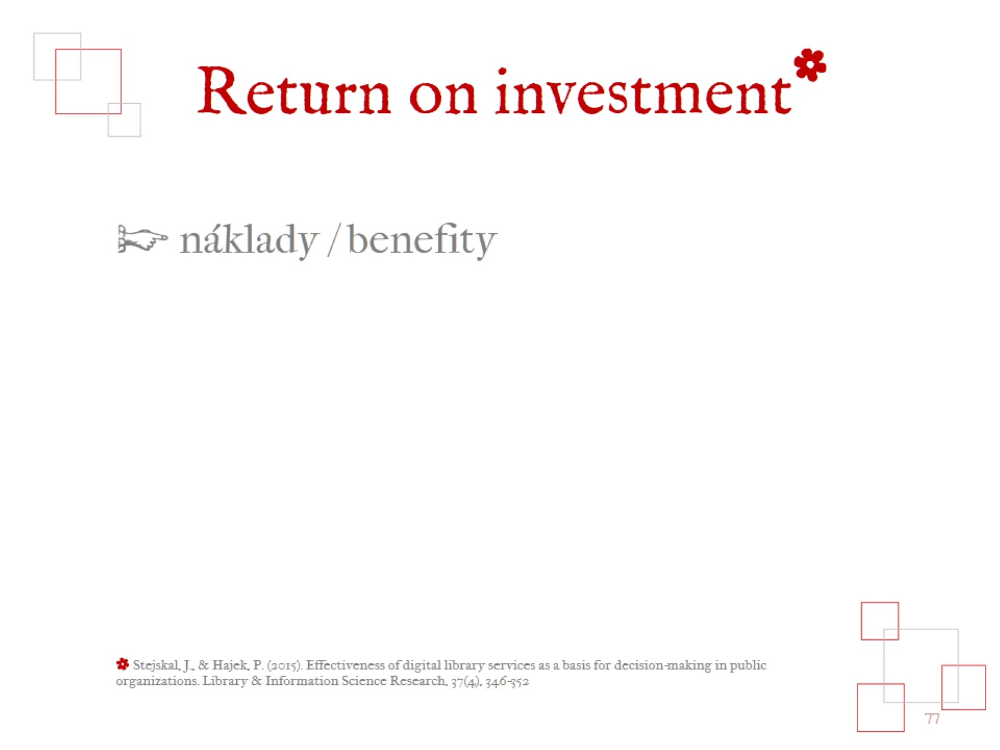 Return on investment*
☞ náklady / benefity
* Stejskal, J., & Hajek, P. (2015). Effectiveness of digital library services as a basis for decision-making in public
organizations. Library & Information Science Research, 37(4), 346-352
77